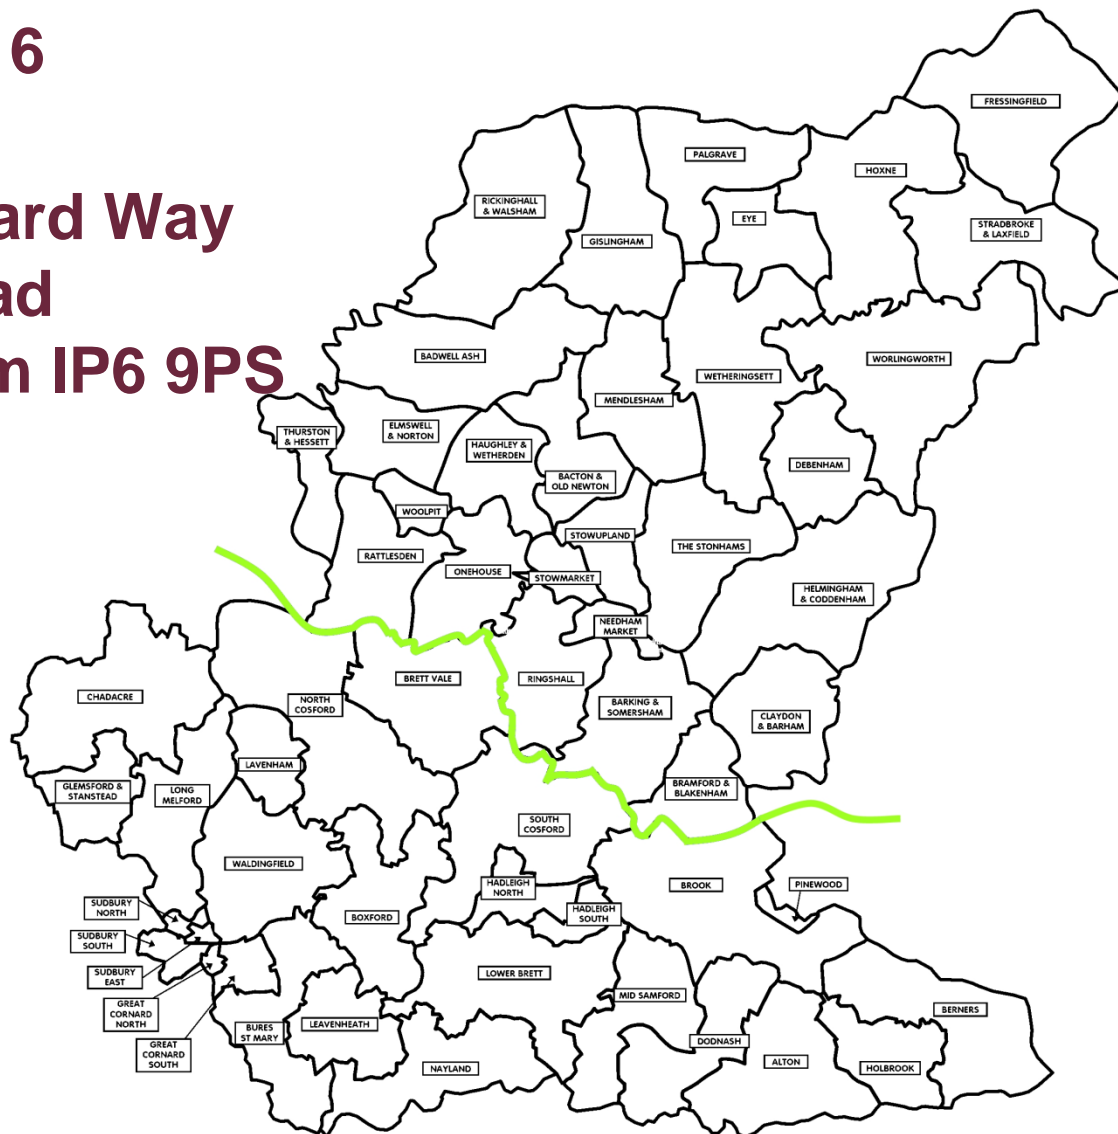 6
ard Way
ad
m IP6 9PS
FRESSINGFIELD
PALGRAVE
HOXNE
RICKINGHALL
& WALSHAM
EYE
STRADBROKE
& LAXFIELD
GISLINGHAM
BADWELL ASH
WORLINGWORTH
WETHERINGSETT
MENDLESHAM
THURSTON
& HESSETT
ELMSWELL
& NORTON
HAUGHLEY &
WETHERDEN
DEBENHAM
BACTON &
OLD NEWTON
WOOLPIT
STOWUPLAND
THE STONHAMS
RATTLESDEN
ONEHOUSE
STOWMARKET
HELMINGHAM
& CODDENHAM
NEEDHAM
MARKET
BRETT VALE
RINGSHALL
CHADACRE
NORTH
COSFORD
BARKING &
SOMERSHAM
CLAYDON
& BARHAM
LAVENHAM
GLEMSFORD &
STANSTEAD
LONG
MELFORD
BRAMFORD &
BLAKENHAM
SOUTH
COSFORD
WALDINGFIELD
HADLEIGH
NORTH
BROOK
PINEWOOD
SUDBURY
NORTH
BOXFORD
HADLEIGH
SOUTH
SUDBURY
SOUTH
SUDBURY
EAST
LOWER BRETT
MID SAMFORD
GREAT
CORNARD
NORTH
BERNERS
BURES
ST MARY
LEAVENHEATH
GREAT
CORNARD
SOUTH
DODNASH
NAYLAND
ALTON
HOLBROOK